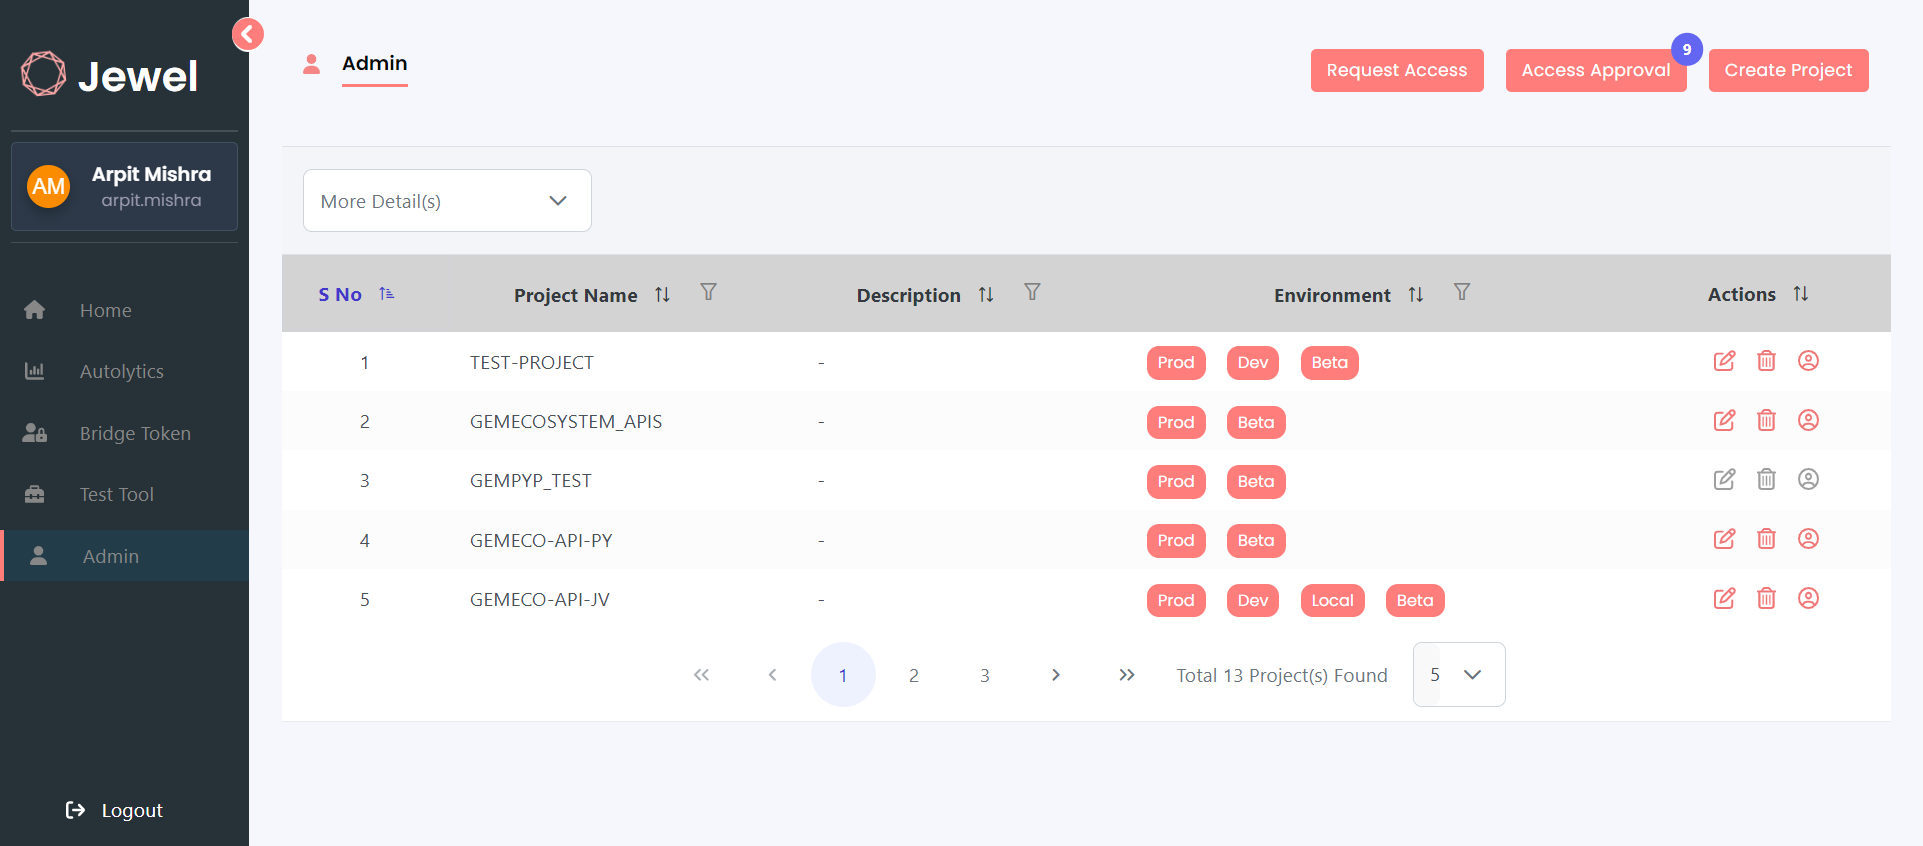 Jewel
AM
Arpit Mishra
arpit.mishra
Home
Autolytics
Bridge Token
Test Tool
Admin
Logout
Admin
Request Access
Access Approval
9
Create Project
More Detail(s)
S No Project Name Description Environment Actions
1 TEST-PROJECT - Prod Dev Beta
2 GEMECOSYSTEM_APIS - Prod Beta
3 GEMPYP_TEST - Prod Beta
4 GEMECO-API-PY - Prod Beta
5 GEMECO-API-JV - Prod Dev Local Beta
1 2 3 Total 13 Project(s) Found 5